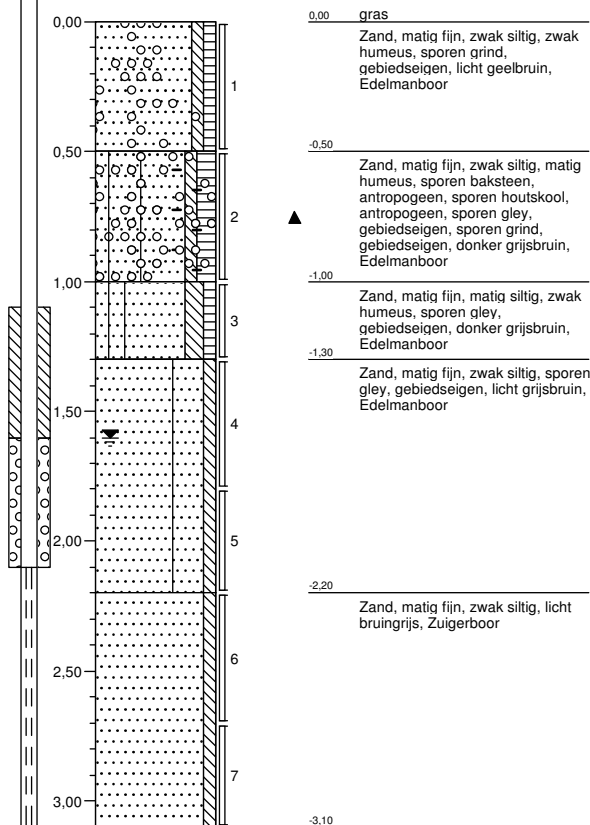 0,00
0,50
1,00
1,50
2,00
2,50
3,00
1
2
3
4
5
6
7
0,00 gras
Zand, matig fijn, zwak siltig, zwak
humeus, sporen grind,
gebiedseigen, licht geelbruin,
Edelmanboor
-0,50
Zand, matig fijn, zwak siltig, matig
humeus, sporen baksteen,
antropogeen, sporen houtskool,
antropogeen, sporen gley,
gebiedseigen, sporen grind,
gebiedseigen, donker grijsbruin,
Edelmanboor
-1,00
Zand, matig fijn, matig siltig, zwak
humeus, sporen gley,
gebiedseigen, donker grijsbruin,
Edelmanboor
-1,30
Zand, matig fijn, zwak siltig, sporen
gley, gebiedseigen, licht grijsbruin,
Edelmanboor
-2,20
Zand, matig fijn, zwak siltig, licht
bruingrijs, Zuigerboor
-3,10